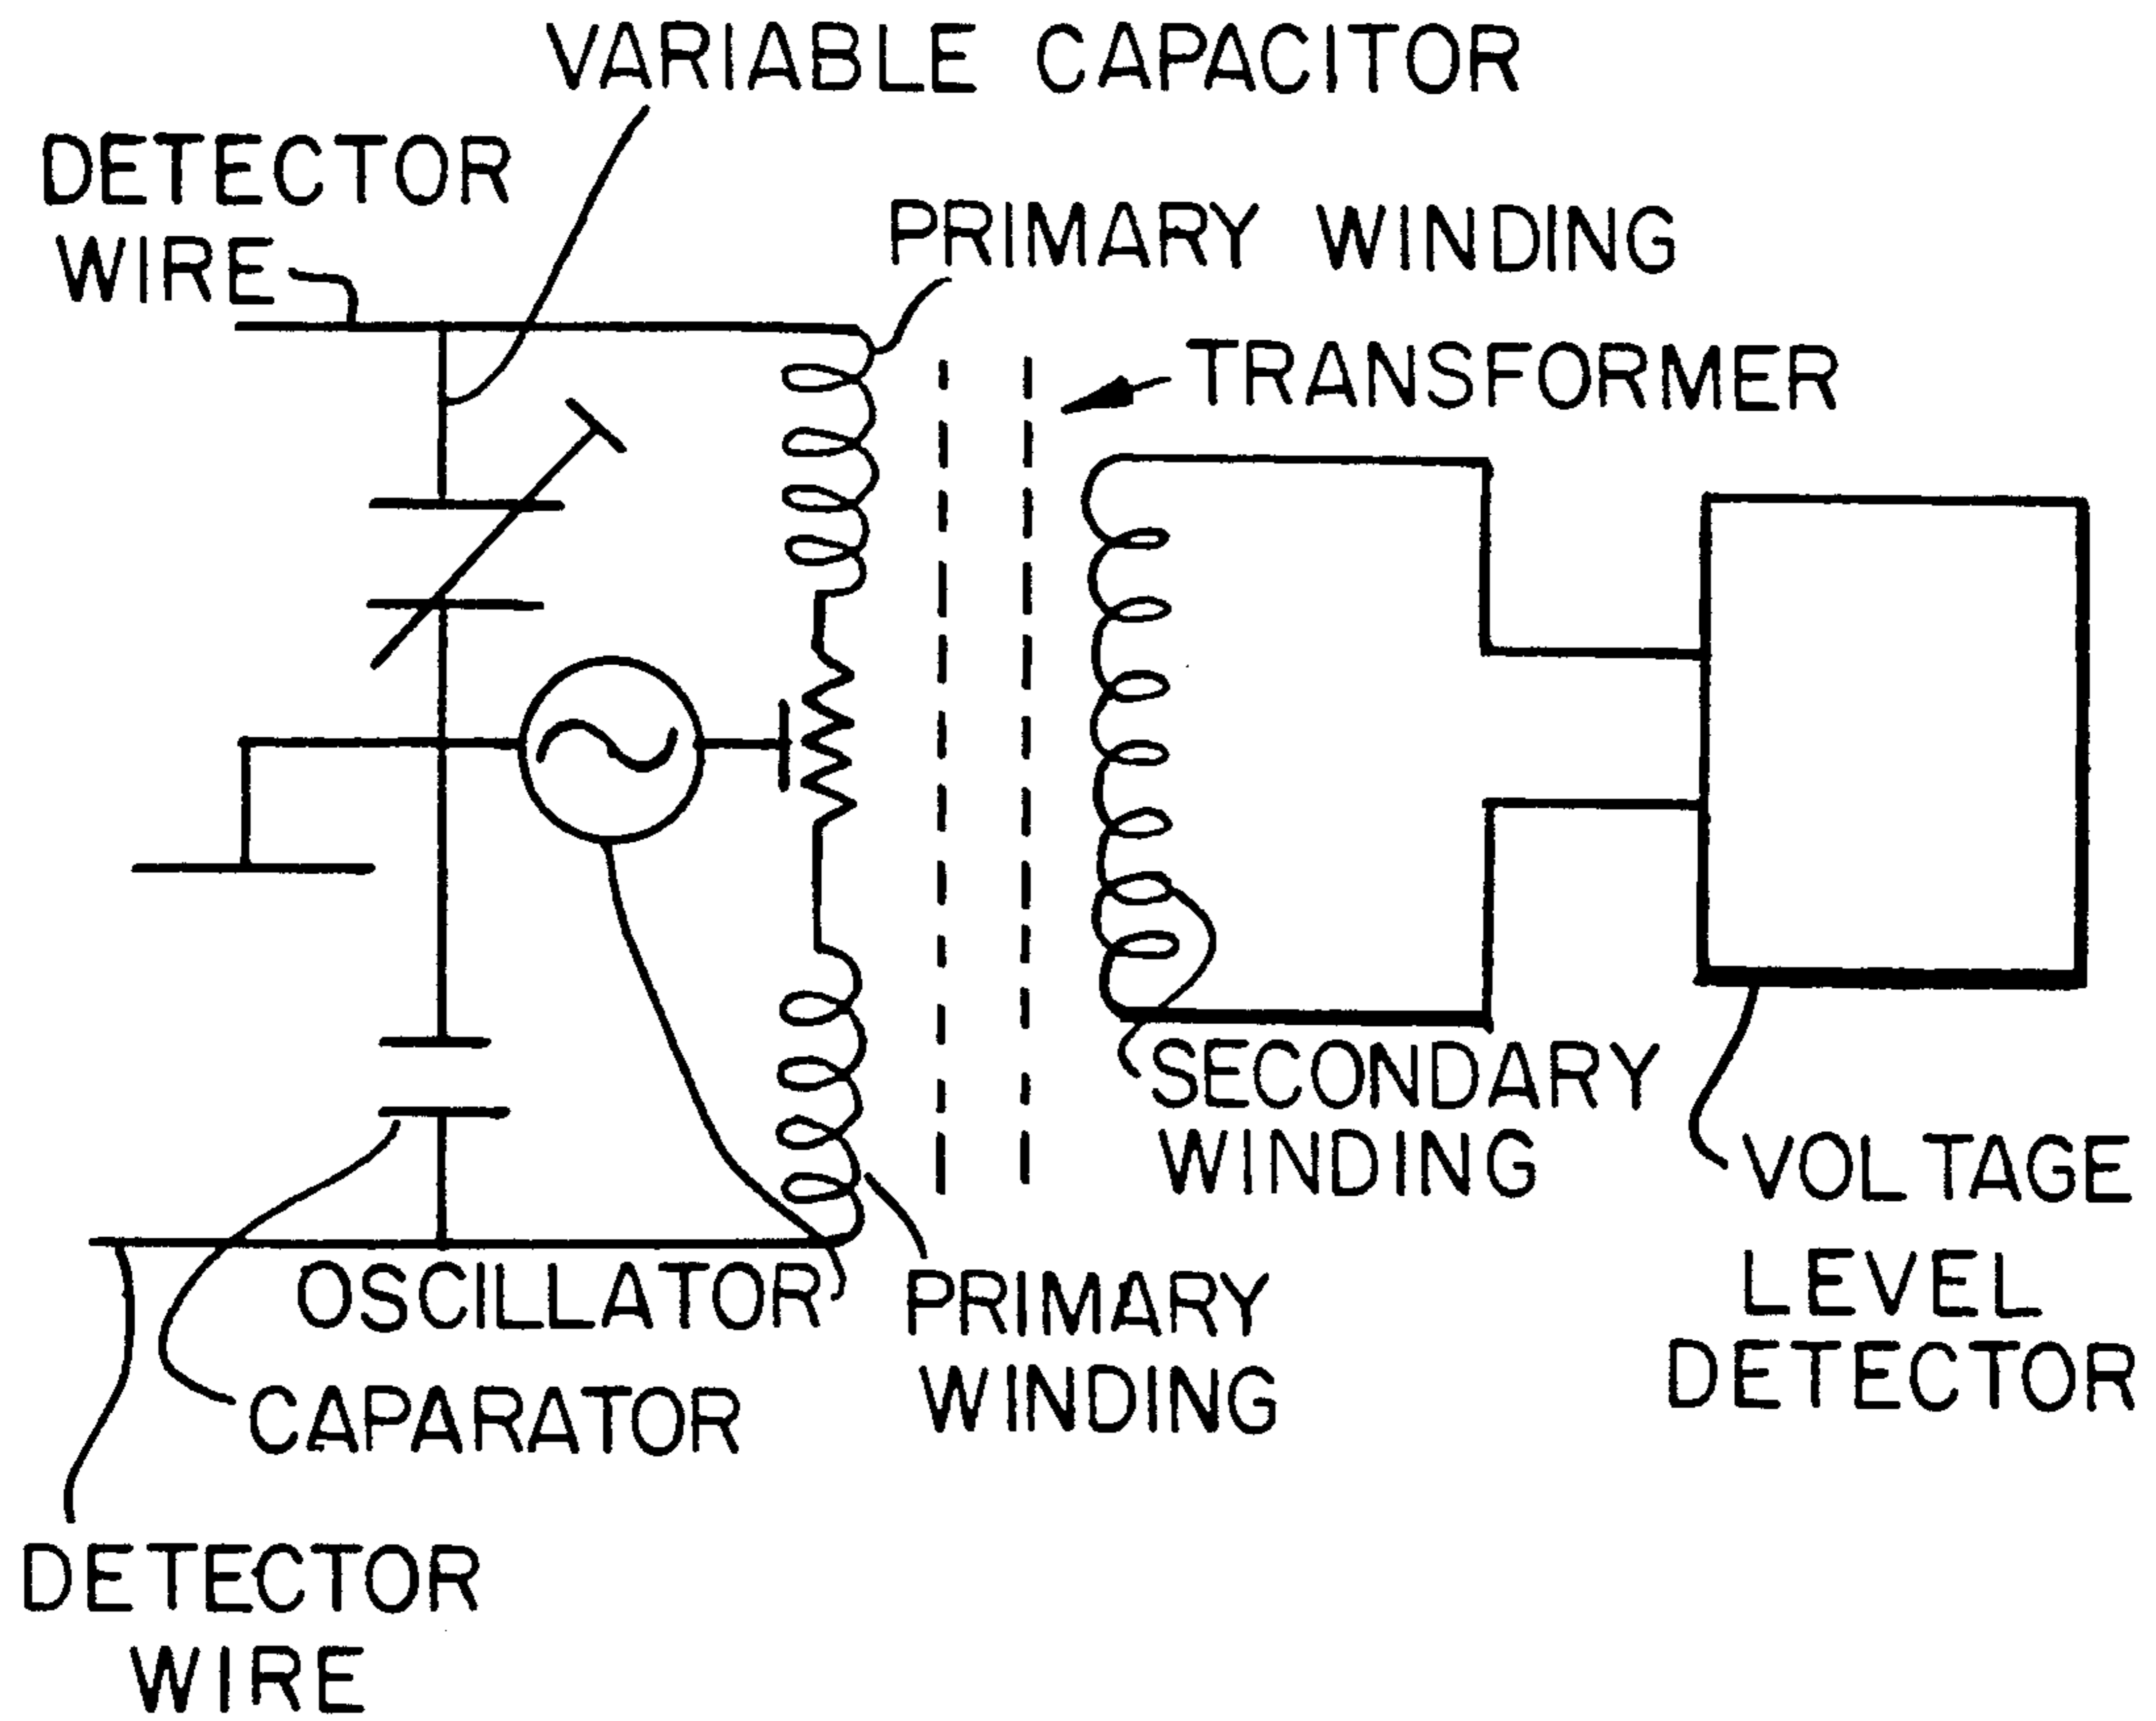 VARIABLE CAPACITOR
DETECTOR
WIRE
PRIMARY WINDING
TRANSFORMER
SECONDARY
WINDING
VOLTAGE
LEVEL
DETECTOR
OSCILLATOR
PRIMARY
WINDING
CAPARATOR
DETECTOR
WIRE